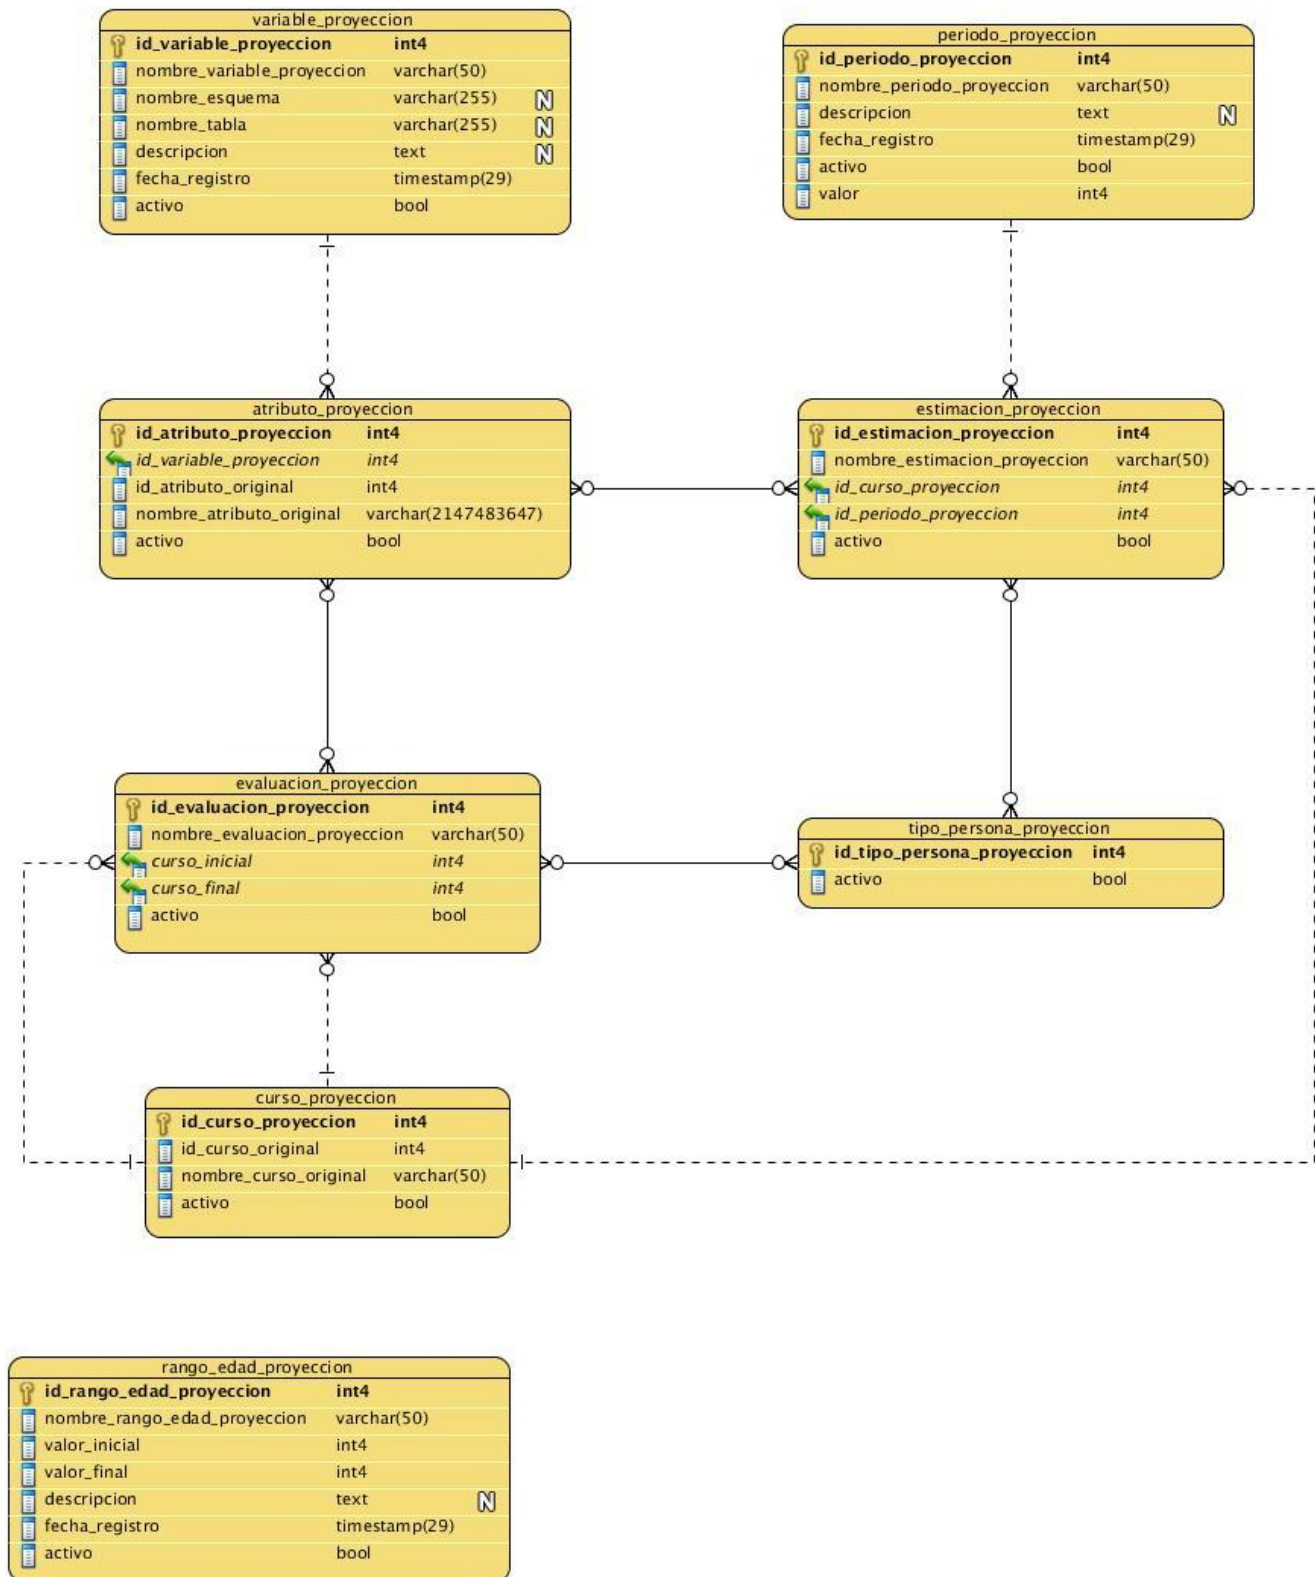 variable_proyeccion
id_variable_proyeccion int4
nombre_variable_proyeccion varchar(50)
nombre_esquema varchar(255) N
nombre_tabla varchar(255) N
descripcion text N
fecha_registro timestamp(29)
activo bool
periodo_proyeccion
id_periodo_proyeccion int4
nombre_periodo_proyeccion varchar(50)
descripcion text N
fecha_registro timestamp(29)
activo bool
valor int4
atributo_proyeccion
id_atributo_proyeccion int4
id_variable_proyeccion int4
id_atributo_original int4
nombre_atributo_original varchar(2147483647)
activo bool
estimacion_proyeccion
id_estimacion_proyeccion int4
nombre_estimacion_proyeccion varchar(50)
id_curso_proyeccion int4
id_periodo_proyeccion int4
activo bool
evaluacion_proyeccion
id_evaluacion_proyeccion int4
nombre_evaluacion_proyeccion varchar(50)
curso_inicial int4
curso_final int4
activo bool
tipo_persona_proyeccion
id_tipo_persona_proyeccion int4
activo bool
curso_proyeccion
id_curso_proyeccion int4
id_curso_original int4
nombre_curso_original varchar(50)
activo bool
rango_edad_proyeccion
id_rango_edad_proyeccion int4
nombre_rango_edad_proyeccion varchar(50)
valor_inicial int4
valor_final int4
descripcion text N
fecha_registro timestamp(29)
activo bool